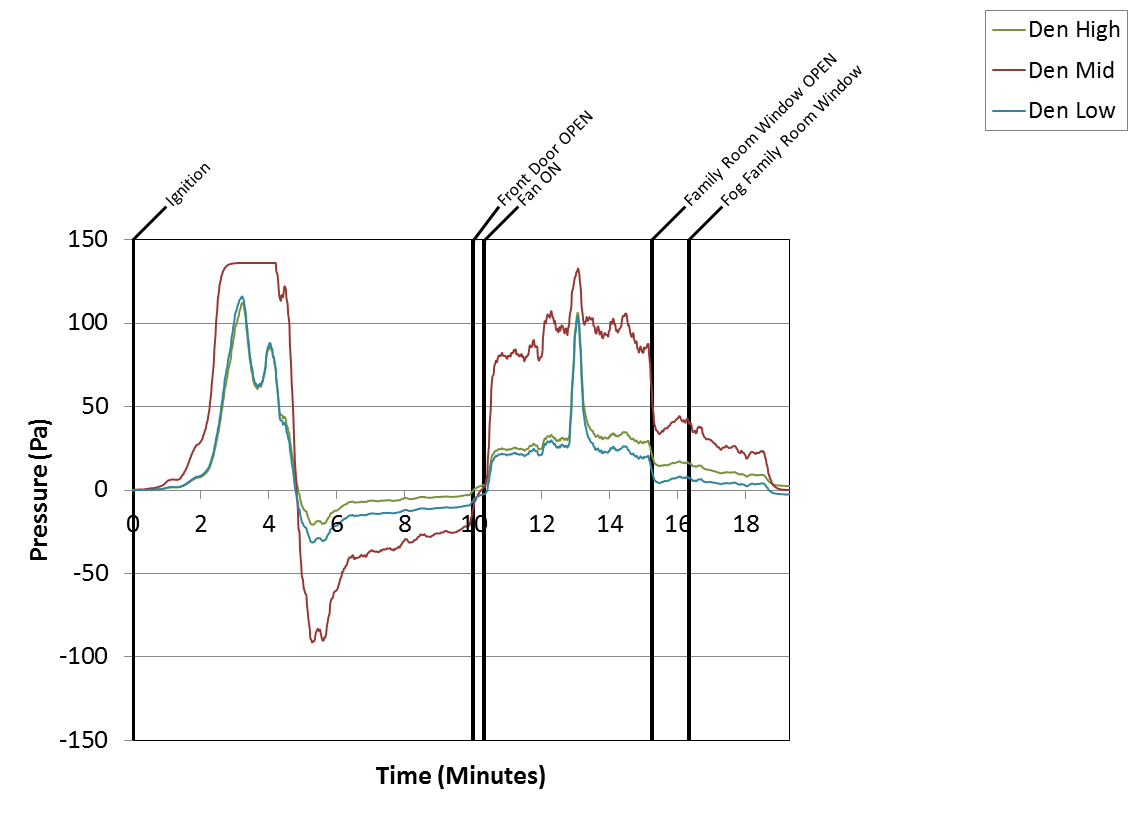 Den High
Den Mid
Den Low
Ignition
Front Door OPEN
Fan ON
Family Room Window OPEN
Fog Family Room Window
150
100
50
0
-50
-100
-150
0 2 4 6 8 10 12 14 16 18
Pressure (Pa)
Time (Minutes)